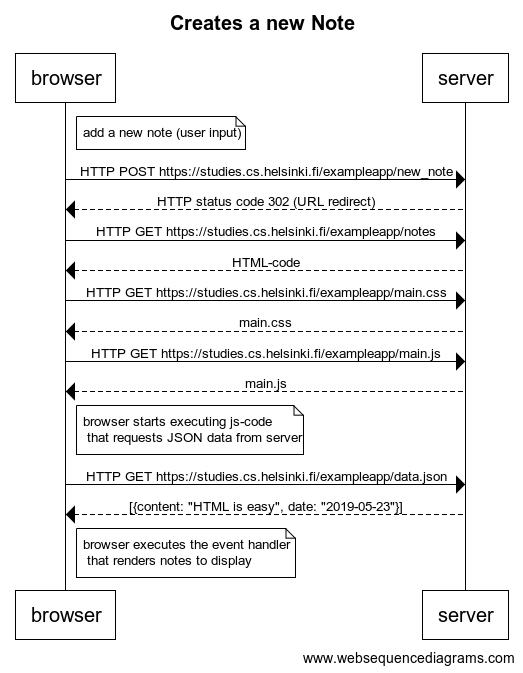 Creates a new Note
browser
server
add a new note (user input)
HTTP POST https://studies.cs.helsinki.fi/exampleapp/new_note
HTTP status code 302 (URL redirect)
HTTP GET https://studies.cs.helsinki.fi/exampleapp/notes
HTML-code
HTTP GET https://studies.cs.helsinki.fi/exampleapp/main.css
main.css
HTTP GET https://studies.cs.helsinki.fi/exampleapp/main.js
main.js
browser starts executing js-code
that requests JSON data from server
HTTP GET https://studies.cs.helsinki.fi/exampleapp/data.json
[{content: "HTML is easy", date: "2019-05-23"}]
browser executes the event handler
that renders notes to display
browser
server
www.websequencediagrams.com